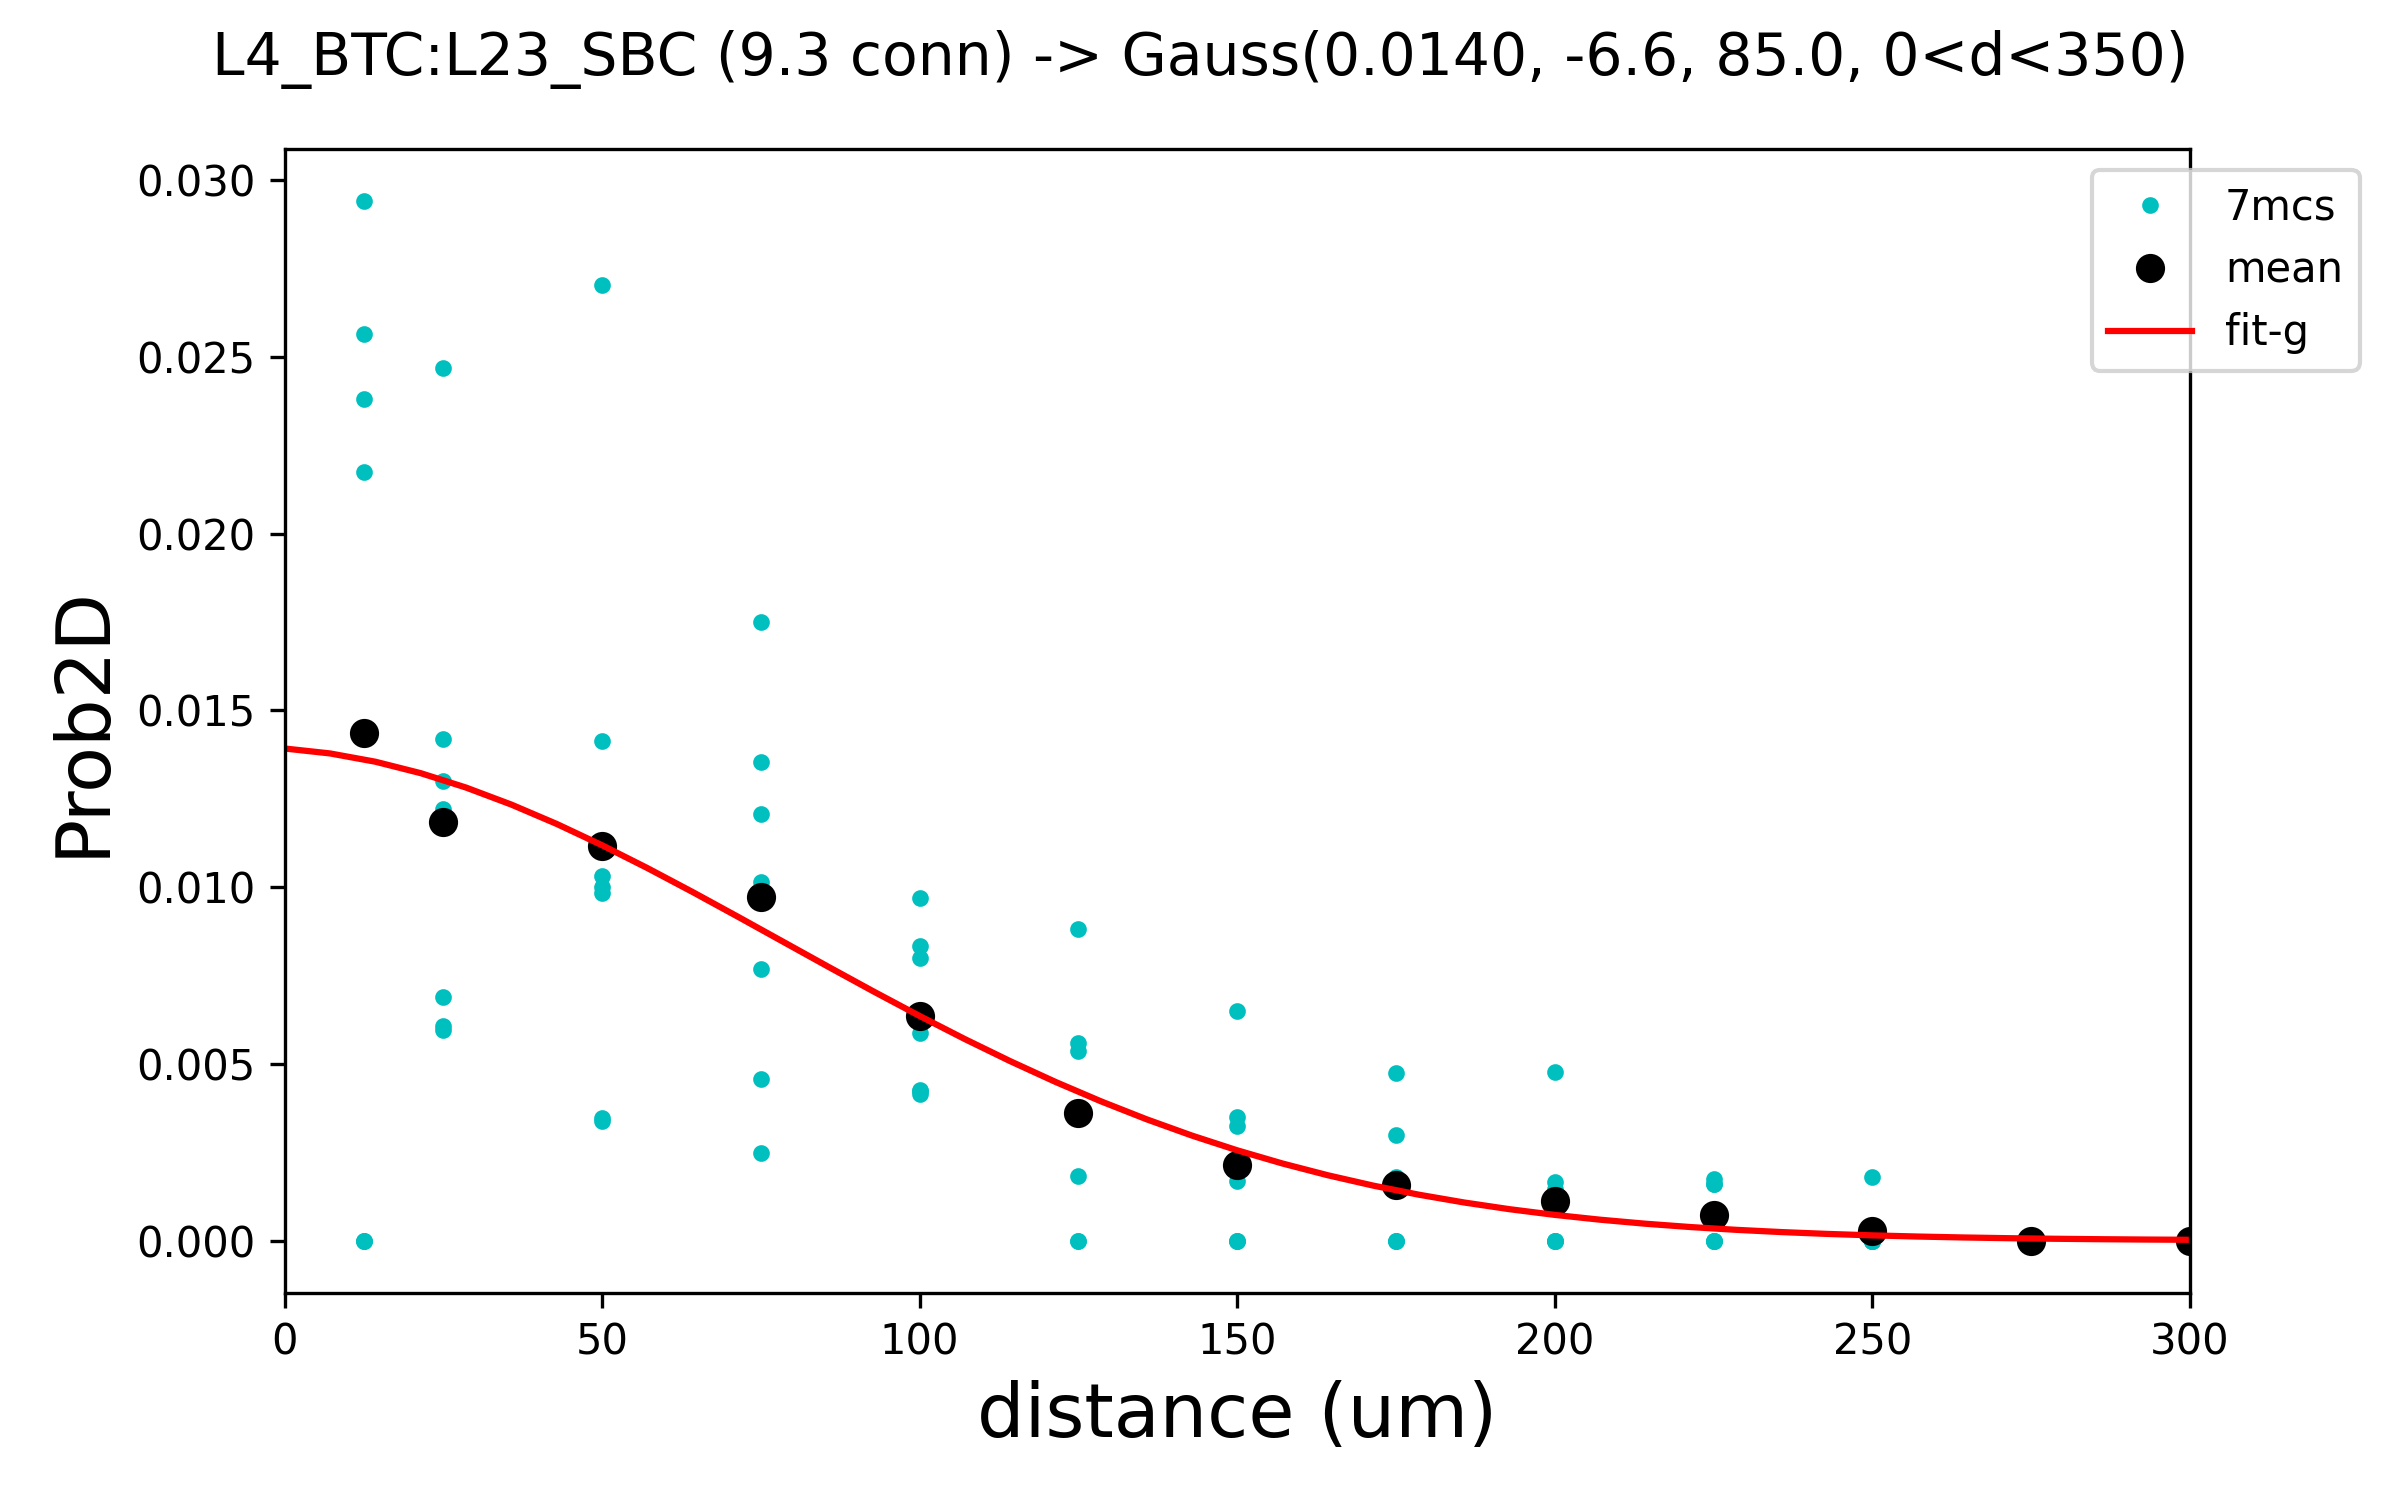 L4_BTC:L23_SBC (9.3 conn) -> Gauss(0.0140, -6.6, 85.0, 0<d<350)
7mcs
mean
fit-g
0.030
0.025
0.020
0.015
0.010
0.005
0.000
Prob2D
0 50 100 150 200 250 300
distance (um)